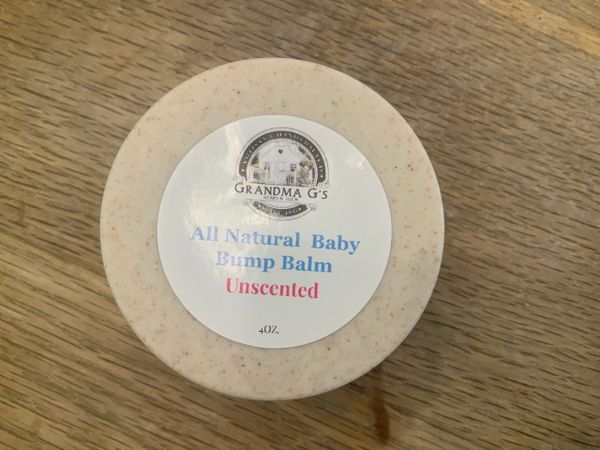 GRANDMA G'S
All Natural Baby
Bump Balm
Unscented
4OZ.